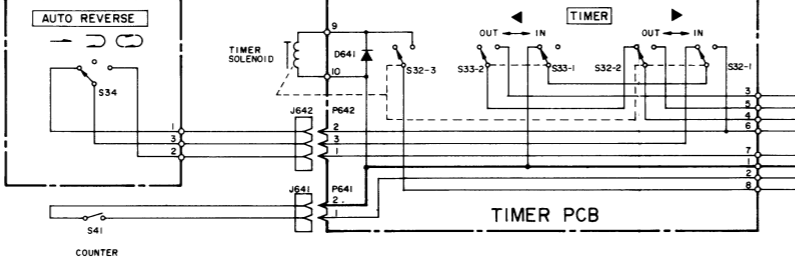 AUTO REVERSE
S34
1
3
2
TIMER
SOLENOID
9
10
D641
S32-3
J642
P642
2
3
1
J641
P641
2
1
S41
COUNTER
TIMER
OUT IN
OUT IN
S33-2
S33-1
S32-2
S32-1
3
5
4
6
7
1
2
8
TIMER PCB